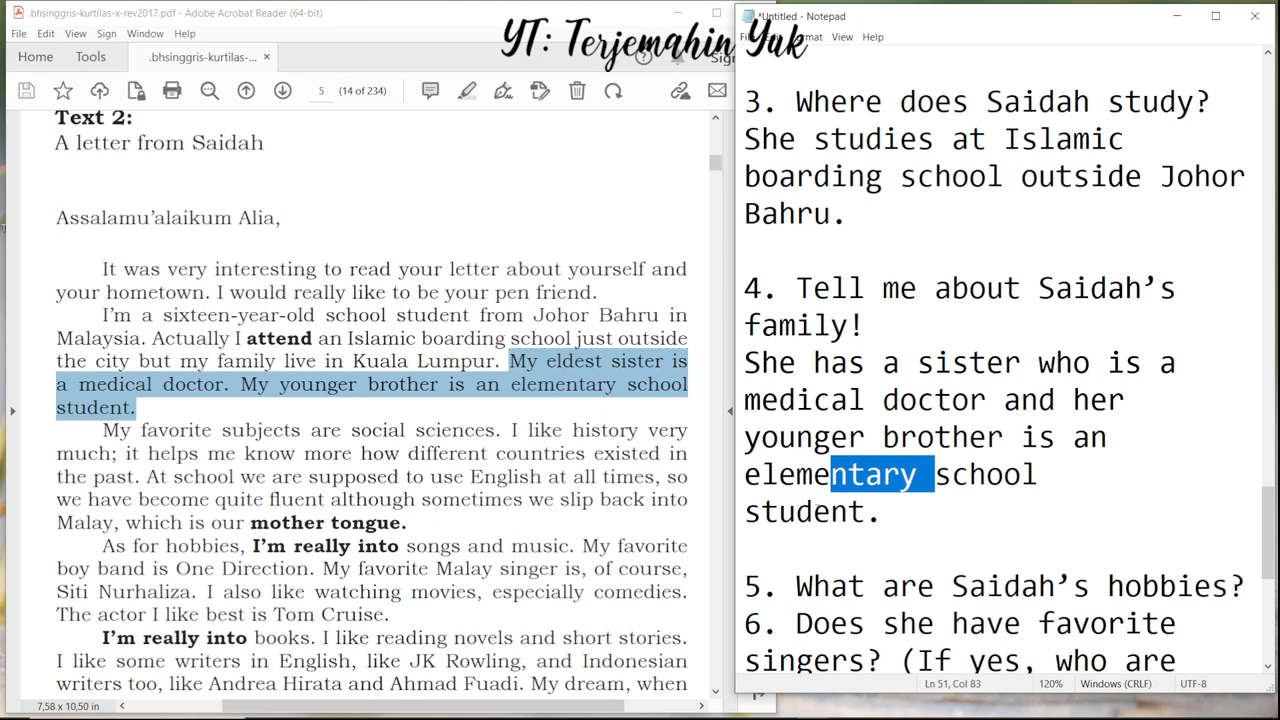 .bhsinggris-kurtilas-x-rev2017.pdf - Adobe Acrobat Reader (64-bit)
File Edit View Sign Window Help
Home Tools .bhsinggris-kurtilas-... ×
5 (14 of 234)
Text 2:
A letter from Saidah
Assalamu’alaikum Alia,
It was very interesting to read your letter about yourself and
your hometown. I would really like to be your pen friend.
I’m a sixteen-year-old school student from Johor Bahru in
Malaysia. Actually I attend an Islamic boarding school just outside
the city but my family live in Kuala Lumpur. My eldest sister is
a medical doctor. My younger brother is an elementary school
student.
My favorite subjects are social sciences. I like history very
much; it helps me know more how different countries existed in
the past. At school we are supposed to use English at all times, so
we have become quite fluent although sometimes we slip back into
Malay, which is our mother tongue.
As for hobbies, I’m really into songs and music. My favorite
boy band is One Direction. My favorite Malay singer is, of course,
Siti Nurhaliza. I also like watching movies, especially comedies.
The actor I like best is Tom Cruise.
I’m really into books. I like reading novels and short stories.
I like some writers in English, like JK Rowling, and Indonesian
writers too, like Andrea Hirata and Ahmad Fuadi. My dream, when
7,58 x 10,50 in
YT: Terjemahin Yuk
*Untitled - Notepad
View Help
3. Where does Saidah study?
She studies at Islamic
boarding school outside Johor
Bahru.
4. Tell me about Saidah’s
family!
She has a sister who is a
medical doctor and her
younger brother is an
elementary school
student.
5. What are Saidah’s hobbies?
6. Does she have favorite
singers? (If yes, who are
Ln 51, Col 83 120% Windows (CRLF) UTF-8